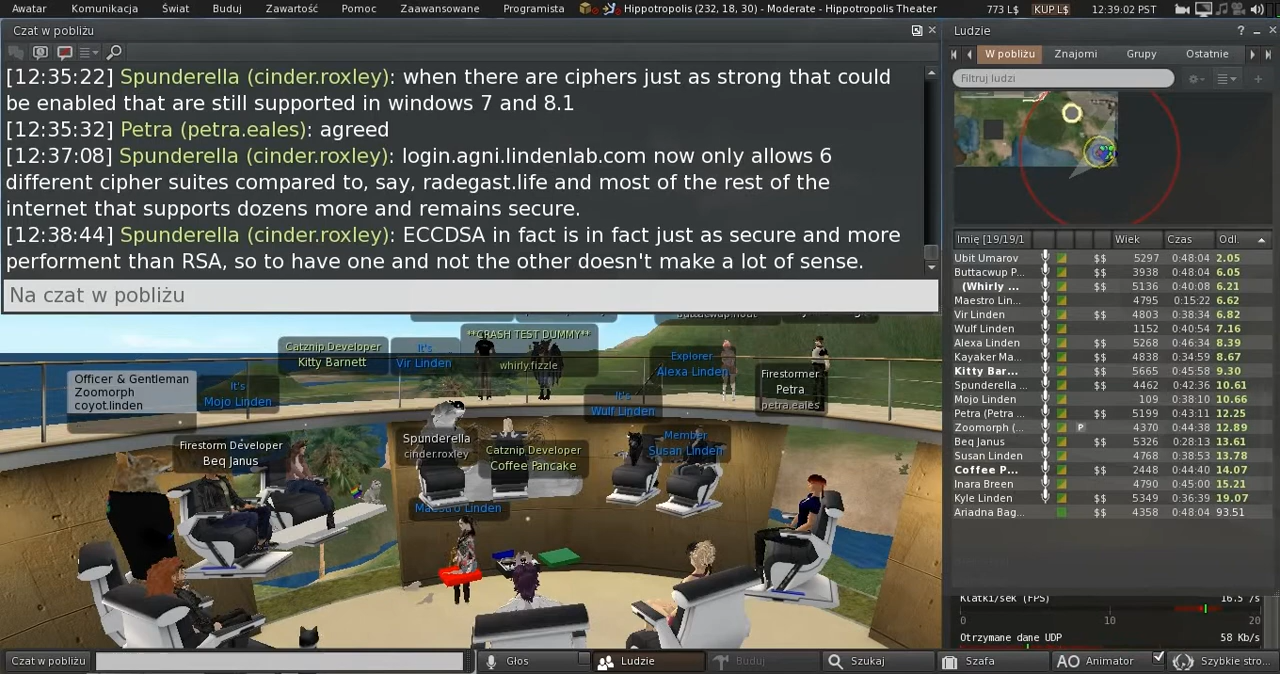 Awatar Komunikacja Świat Buduj Zawartość Pomoc Zaawansowane Programista Hippotropolis (232, 18, 30) - Moderate - Hippotropolis Theater 773 L$ KUP L$ 12:39:02 PST
Czat w pobliżu
[12:35:22] Spunderella (cinder.roxley): when there are ciphers just as strong that could
be enabled that are still supported in windows 7 and 8.1
[12:35:32] Petra (petra.eales): agreed
[12:37:08] Spunderella (cinder.roxley): login.agni.lindenlab.com now only allows 6
different cipher suites compared to, say, radegast.life and most of the rest of the
internet that supports dozens more and remains secure.
[12:38:44] Spunderella (cinder.roxley): ECCDSA in fact is in fact just as secure and more
performent than RSA, so to have one and not the other doesn't make a lot of sense.
Na czat w pobliżu
**CRASH TEST DUMMY**
whirly.fizzle
Catznip Developer
Kitty Barnett
It's
Vir Linden
Explorer
Alexa Linden
Firestormer
Petra
petra.eales
Officer & Gentleman
Zoomorph
coyot.linden
It's
Mojo Linden
It's
Wulf Linden
Firestorm Developer
Beq Janus
Spunderella
cinder.roxley
Catznip Developer
Coffee Pancake
Member
Susan Linden
Maestro Linden
Ludzie
W pobliżu Znajomi Grupy Ostatnie
Filtruj ludzi
Imię [19/19/1 Wiek Czas Odl.
Ubit Umarov $$ 5297 0:48:04 2.05
Buttacwup P... $$ 3938 0:48:04 6.05
(Whirly ... $$ 5136 0:40:08 6.21
Maestro Lin... 4795 0:15:22 6.62
Vir Linden $$ 4803 0:38:34 6.82
Wulf Linden 1152 0:40:54 7.16
Alexa Linden $$ 5268 0:46:34 8.39
Kayaker Ma... $$ 4838 0:34:59 8.67
Kitty Bar... $$ 5665 0:45:58 9.30
Spunderella ... $$ 4462 0:42:36 10.61
Mojo Linden 109 0:38:10 10.66
Petra (Petra ... $$ 5199 0:43:11 12.25
Zoomorph (... P $$ 4370 0:44:38 12.89
Beq Janus $$ 5326 0:28:13 13.61
Susan Linden 4768 0:38:53 13.78
Coffee P... $$ 2448 0:44:40 14.07
Inara Breen 4790 0:45:00 15.21
Kyle Linden $$ 5349 0:36:39 19.07
Ariadna Bag... $$ 4358 0:48:04 93.51
Klatki/sek (FPS) 16.5 /s
0 10 20
Otrzymane dane UDP 58 Kb/s
Czat w pobliżu Głos Ludzie Buduj Szukaj Szafa AO Animator Szybkie stro...